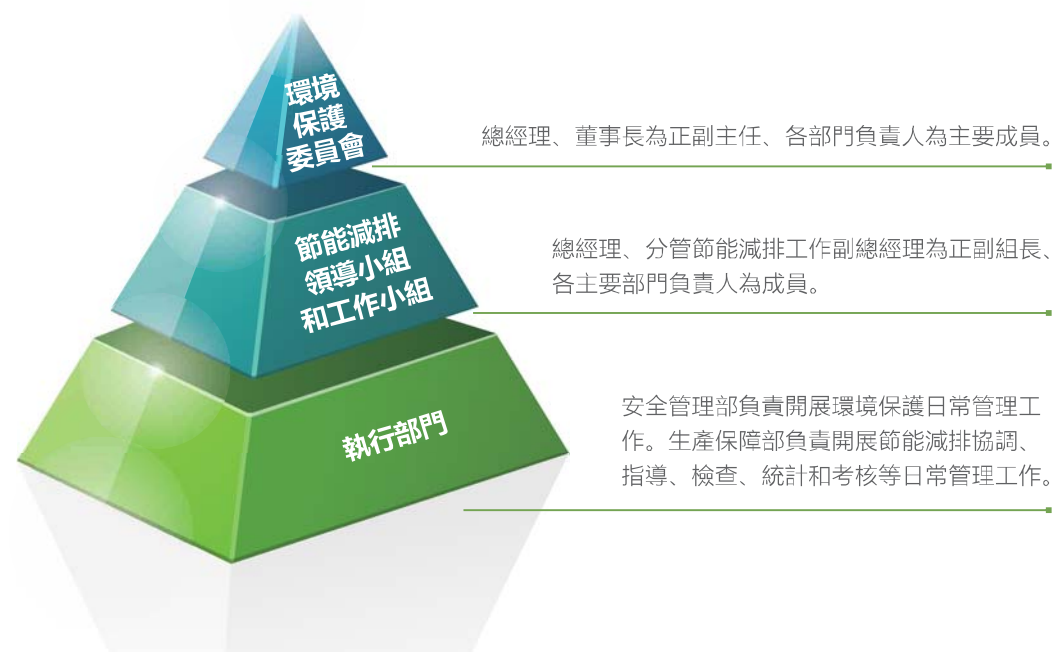 環境
保護
委員會
總經理、董事長為正副主任、各部門負責人為主要成員。
節能減排
領導小組
和工作小組
總經理、分管節能減排工作副總經理為正副組長、
各主要部門負責人為成員。
執行部門
安全管理部負責開展環境保護日常管理工
作。生產保障部負責開展節能減排協調、
指導、檢查、統計和考核等日常管理工作。